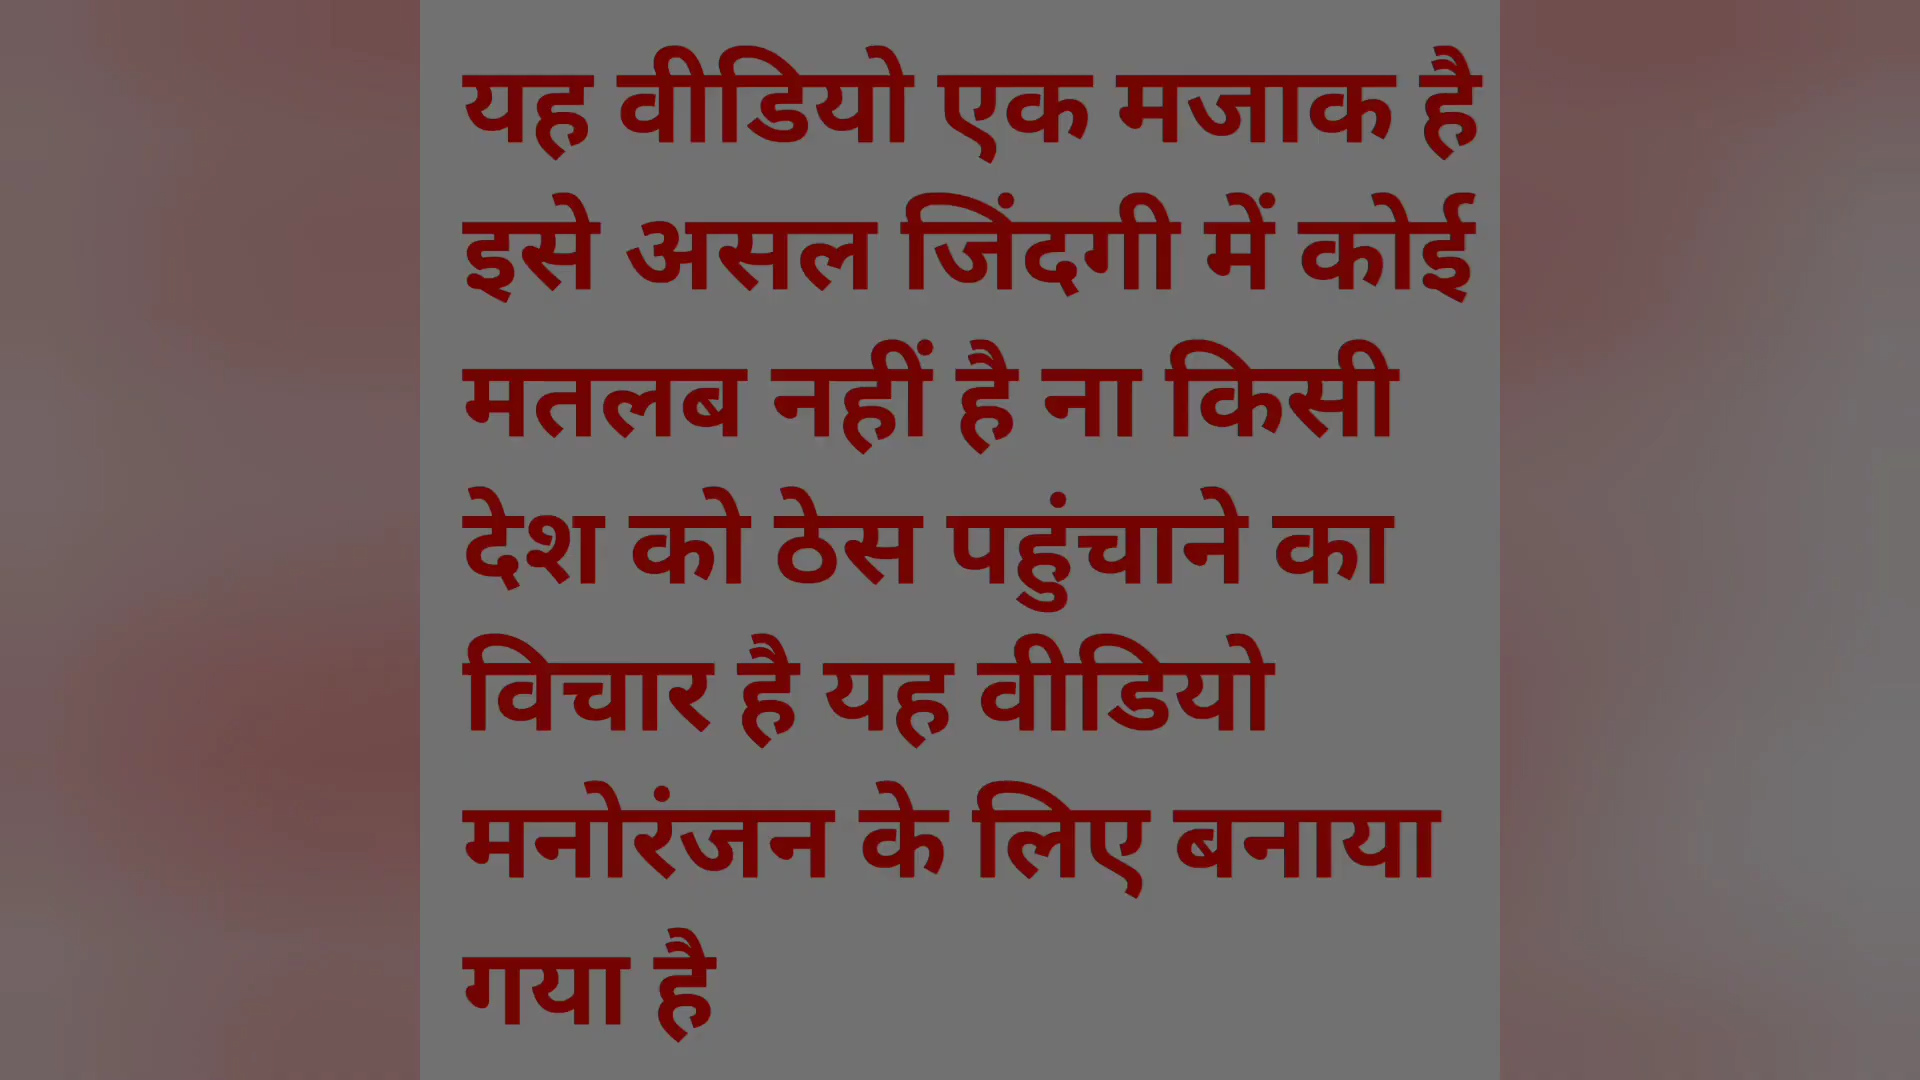 यह वीडियो एक मजाक है
इसे असल जिंदगी में कोई
मतलब नहीं है ना किसी
देश को ठेस पहुंचाने का
विचार है यह वीडियो
मनोरंजन के लिए बनाया
गया है